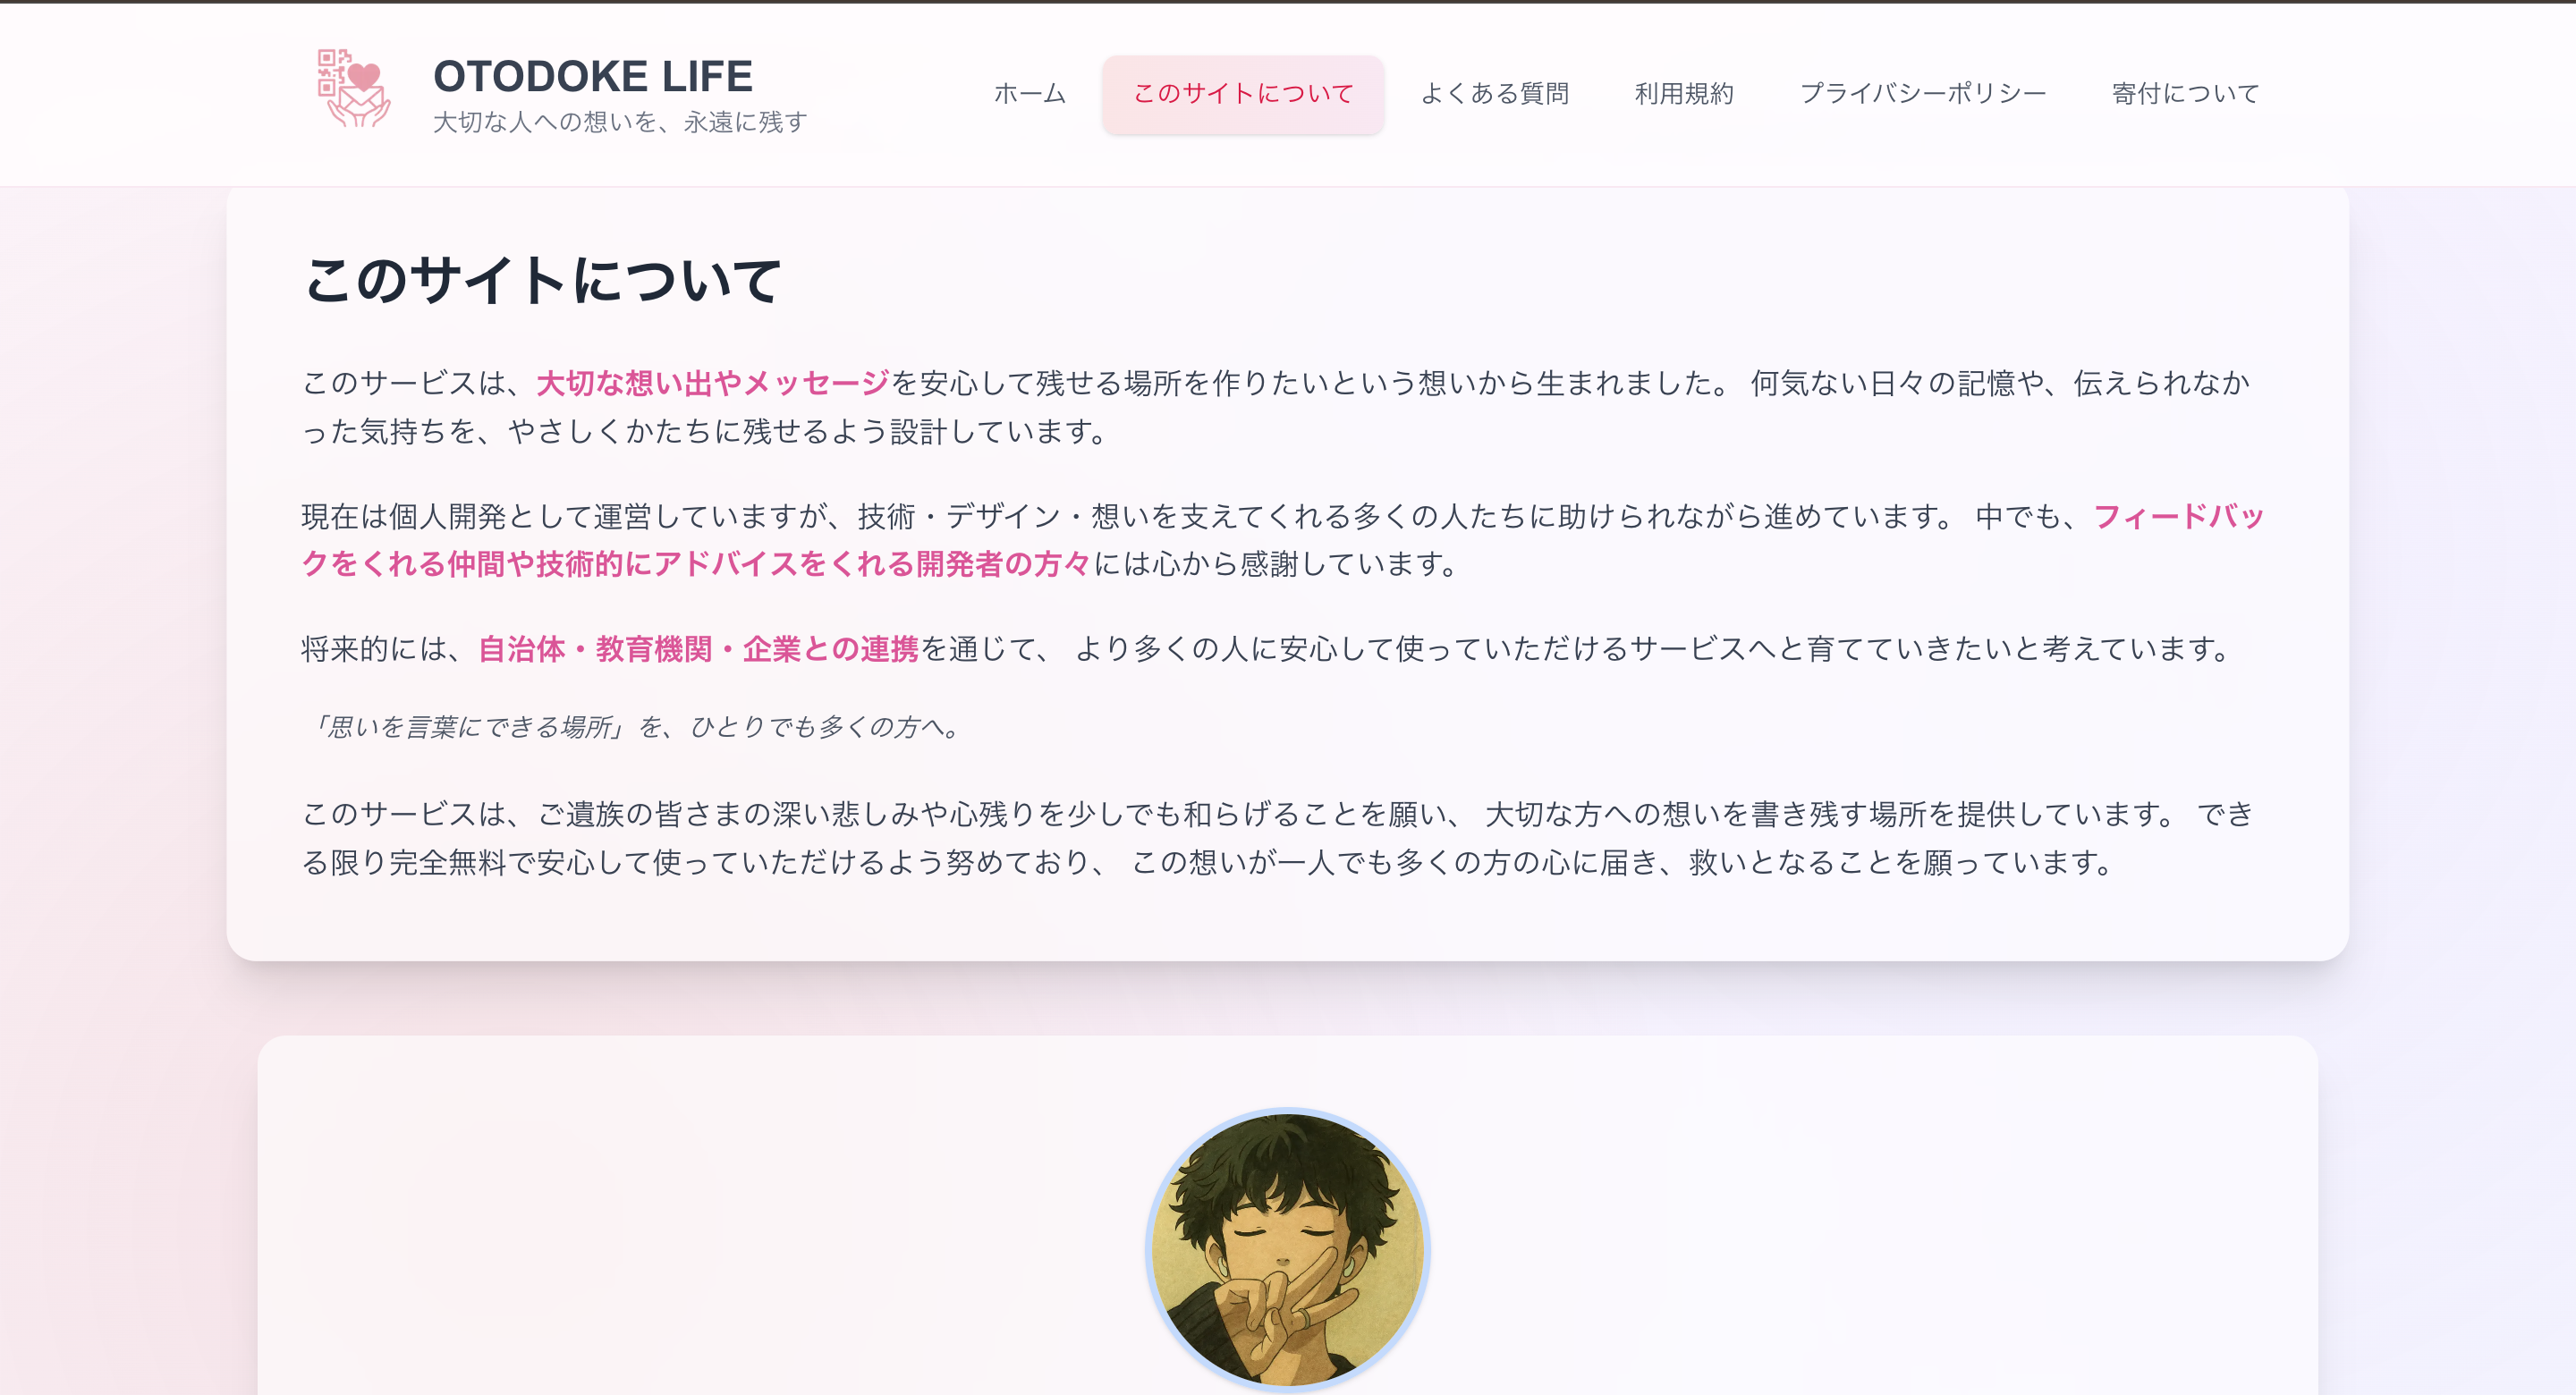 OTODOKE LIFE
大切な人への想いを、永遠に残す
ホーム
このサイトについて
よくある質問
利用規約
プライバシーポリシー
寄付について
このサイトについて
このサービスは、大切な想い出やメッセージを安心して残せる場所を作りたいという想いから生まれました。 何気ない日々の記憶や、伝えられなか
った気持ちを、やさしくかたちに残せるよう設計しています。
現在は個人開発として運営していますが、技術・デザイン・想いを支えてくれる多くの人たちに助けられながら進めています。 中でも、フィードバッ
クをくれる仲間や技術的にアドバイスをくれる開発者の方々には心から感謝しています。
将来的には、自治体・教育機関・企業との連携を通じて、 より多くの人に安心して使っていただけるサービスへと育てていきたいと考えています。
「思いを言葉にできる場所」を、ひとりでも多くの方へ。
このサービスは、ご遺族の皆さまの深い悲しみや心残りを少しでも和らげることを願い、 大切な方への想いを書き残す場所を提供しています。 でき
る限り完全無料で安心して使っていただけるよう努めており、 この想いが一人でも多くの方の心に届き、救いとなることを願っています。